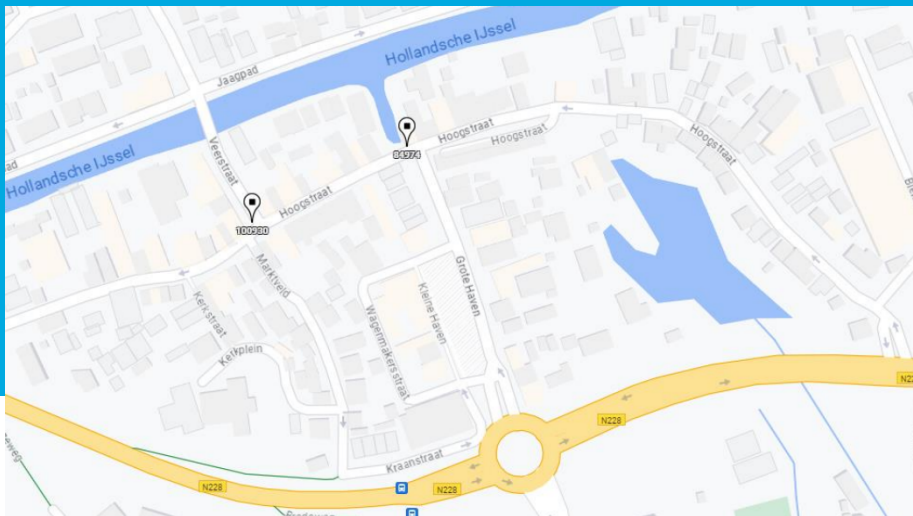 Hollandsche IJssel
Jaagpad
Hoogstraat
Hoogstraat
Hoogstraat
84974
Veerstraat
Hollandsche IJssel
Hoogstraat
100930
Marktveld
Grote Haven
Kleine Haven
Kerkstraat
Wagenmakersstraat
Kerkplein
N228
N228
Kraanstraat
N228
N228